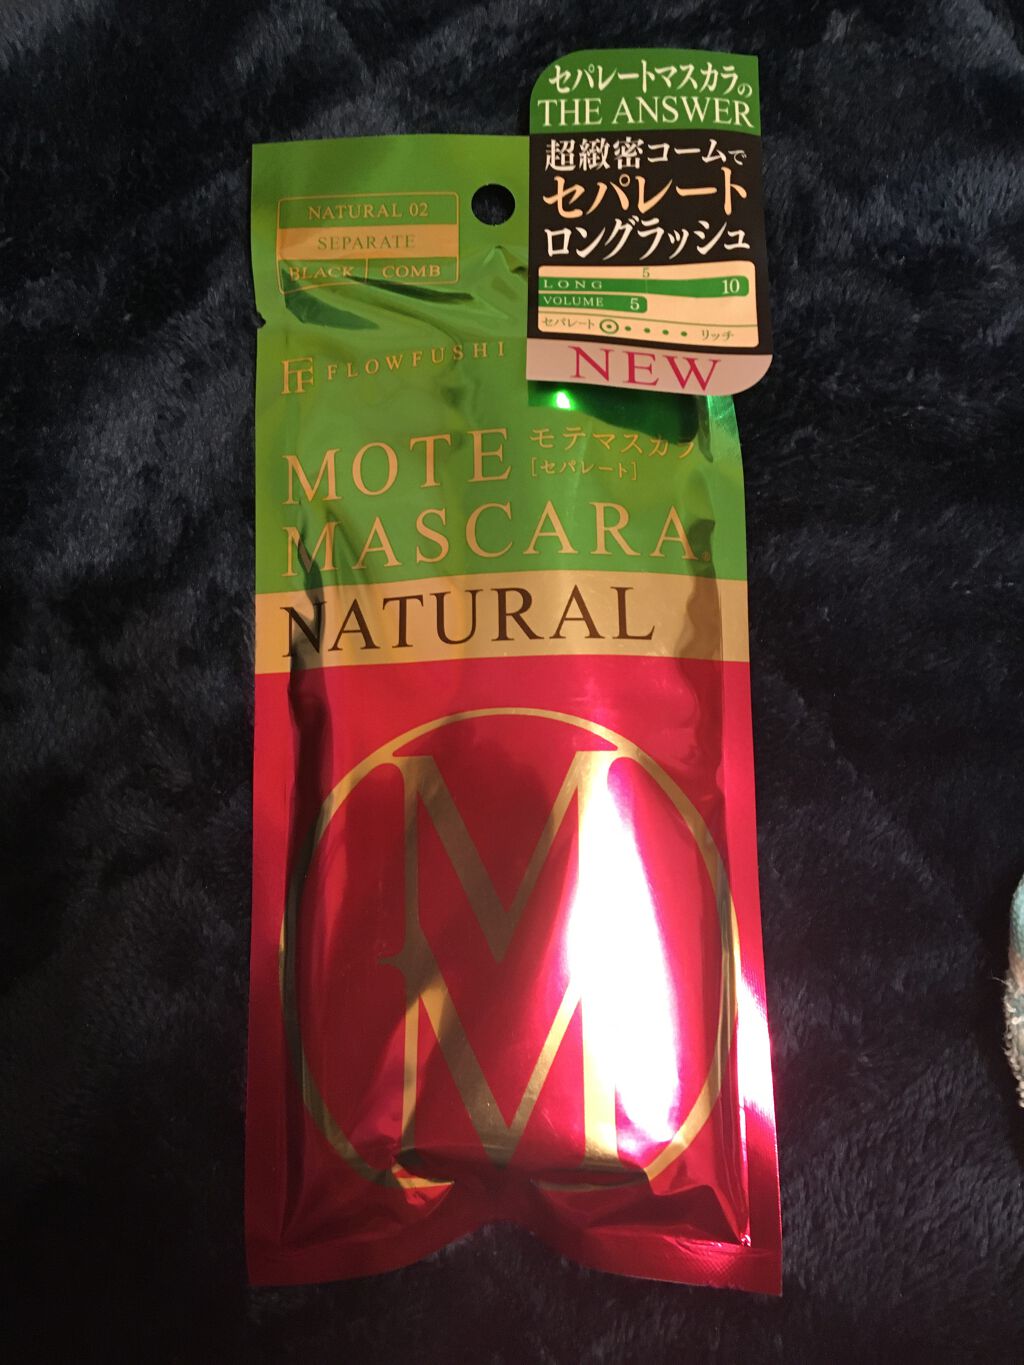 セパレートマスカラの
THE ANSWER
超緻密コームで
セパレート
ロングラッシュ
5
LONG 10
VOLUME 5
セパレート リッチ
NEW
NATURAL 02
SEPARATE
BLACK COMB
FF FLOWFUSHI
MOTE モテマスカラ
[セパレート]
MASCARA®
NATURAL
M
M